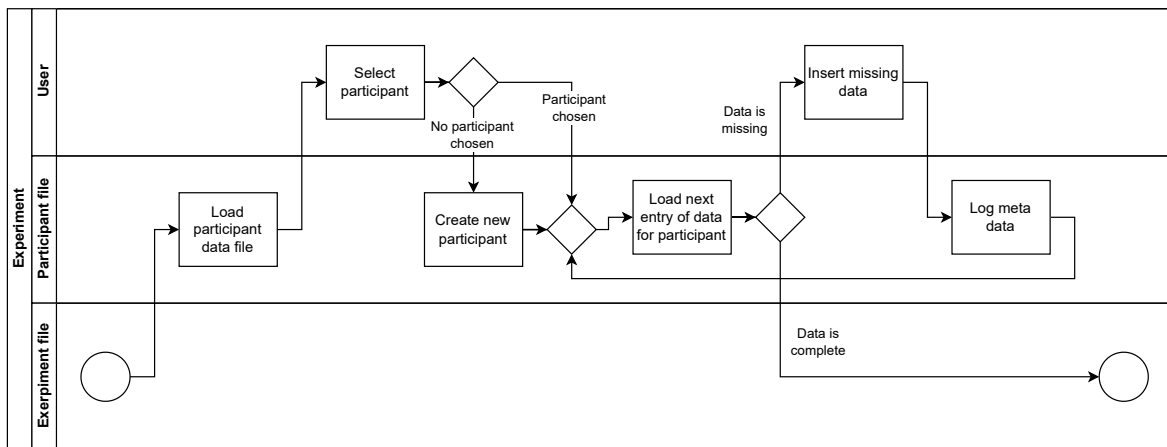 Experiment
User
Select
participant
No participant
chosen
Participant
chosen
Data is
missing
Insert missing
data
Participant file
Load
participant
data file
Create new
participant
Load next
entry of data
for participant
Log meta
data
Exerpiment file
Data is
complete